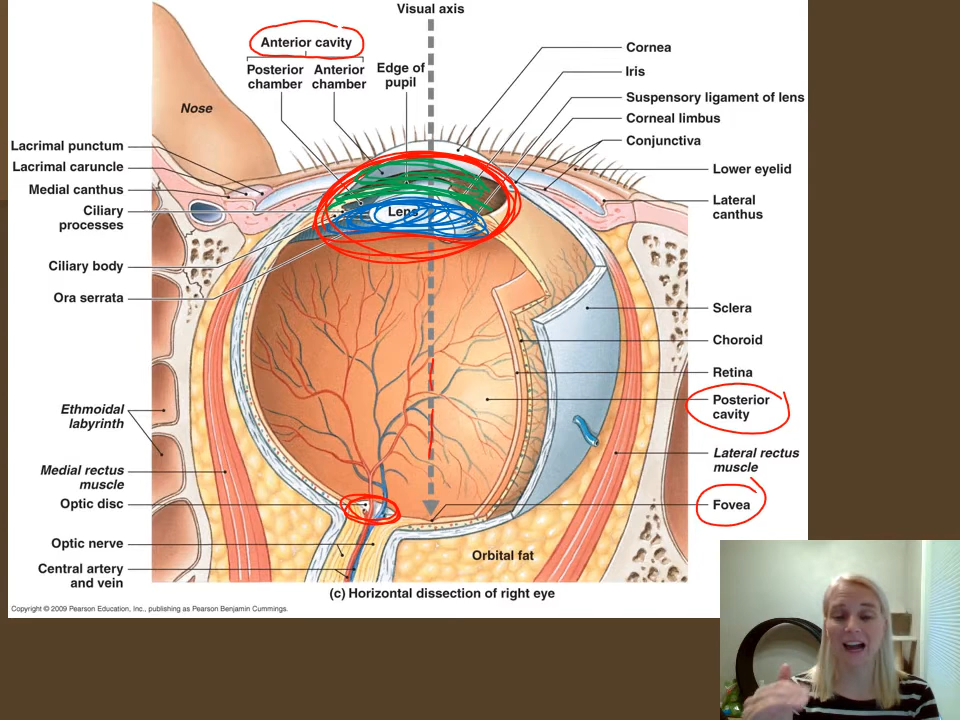 Visual axis
Anterior cavity
Posterior
chamber
Anterior
chamber
Edge of
pupil
Cornea
Iris
Suspensory ligament of lens
Corneal limbus
Conjunctiva
Lower eyelid
Lateral
canthus
Nose
Lacrimal punctum
Lacrimal caruncle
Medial canthus
Ciliary
processes
Ciliary body
Ora serrata
Lens
Sclera
Choroid
Retina
Posterior
cavity
Ethmoidal
labyrinth
Medial rectus
muscle
Lateral rectus
muscle
Optic disc
Fovea
Optic nerve
Orbital fat
Central artery
and vein
(c) Horizontal dissection of right eye
Copyright © 2009 Pearson Education, Inc., publishing as Pearson Benjamin Cummings.